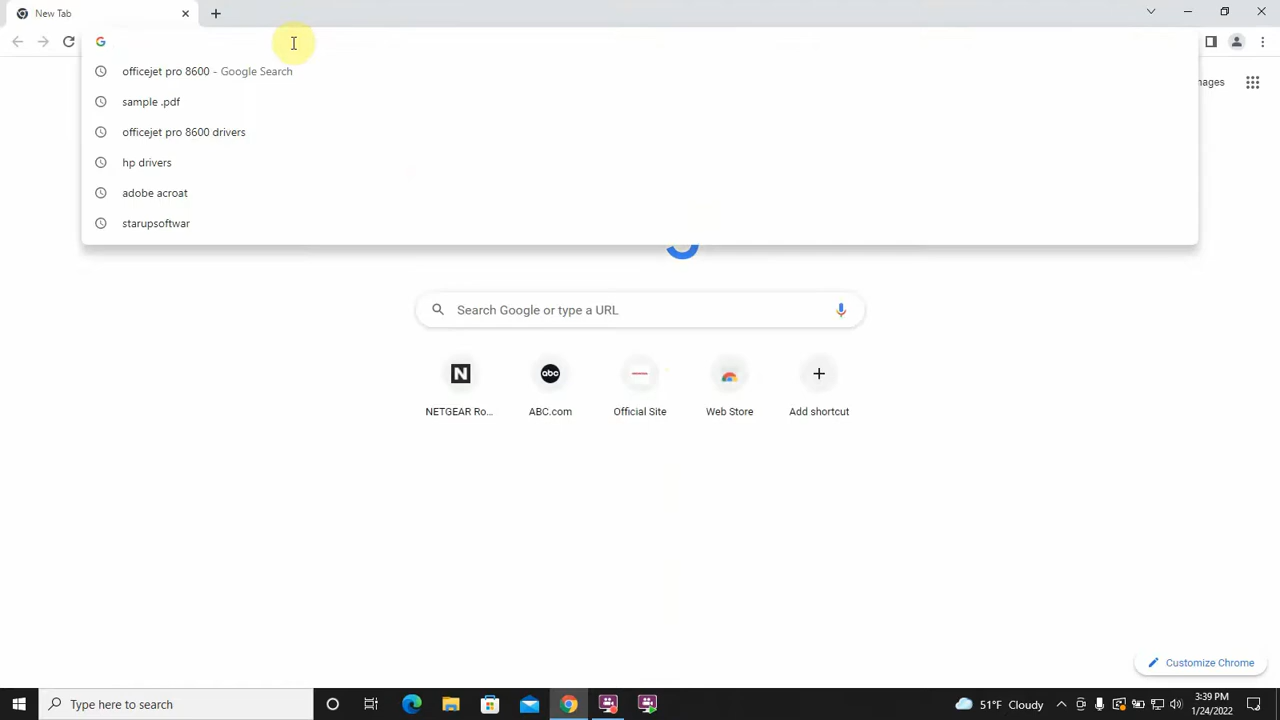 New Tab
officejet pro 8600 - Google Search
mages
sample .pdf
officejet pro 8600 drivers
hp drivers
adobe acroat
starupsoftwar
Search Google or type a URL
N
abc
NETGEAR Ro...
ABC.com
Official Site
Web Store
Add shortcut
Customize Chrome
Type here to search
51°F Cloudy
3:39 PM
1/24/2022